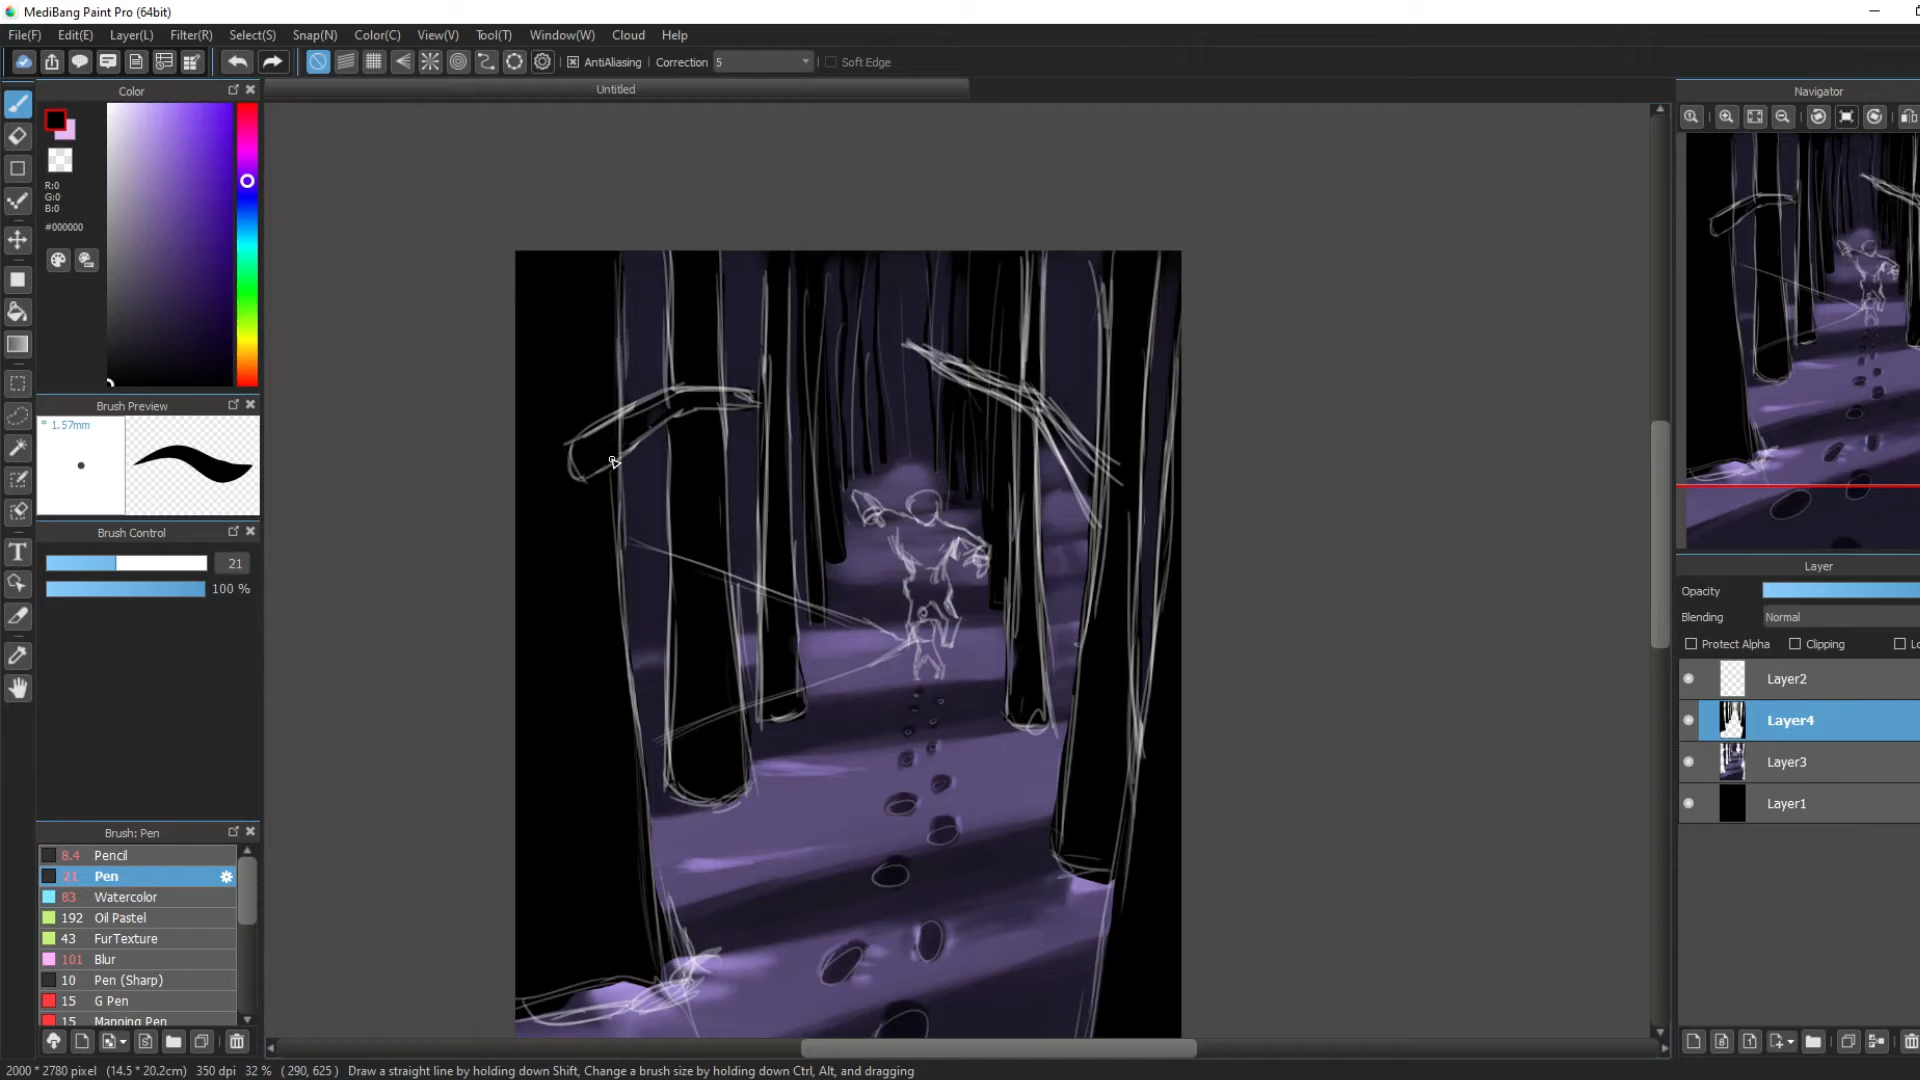 MediBang Paint Pro (64bit)
File(F) Edit(E) Layer(L) Filter(R) Select(S) Snap(N) Color(C) View(V) Tool(T) Window(W) Cloud Help
AntiAliasing Correction 5 Soft Edge
Color
Untitled
Navigator
R:0
G:0
B:0
#000000
Brush Preview
* 1.57mm
Brush Control
21
100 %
Layer
Opacity
Blending Normal
Protect Alpha Clipping Lo
Layer2
Layer4
Layer3
Layer1
Brush: Pen
8.4 Pencil
21 Pen
83 Watercolor
192 Oil Pastel
43 FurTexture
101 Blur
10 Pen (Sharp)
15 G Pen
15 Mapping Pen
2000 * 2780 pixel (14.5 * 20.2cm) 350 dpi 32 % ( 290, 625 ) Draw a straight line by holding down Shift, Change a brush size by holding down Ctrl, Alt, and dragging